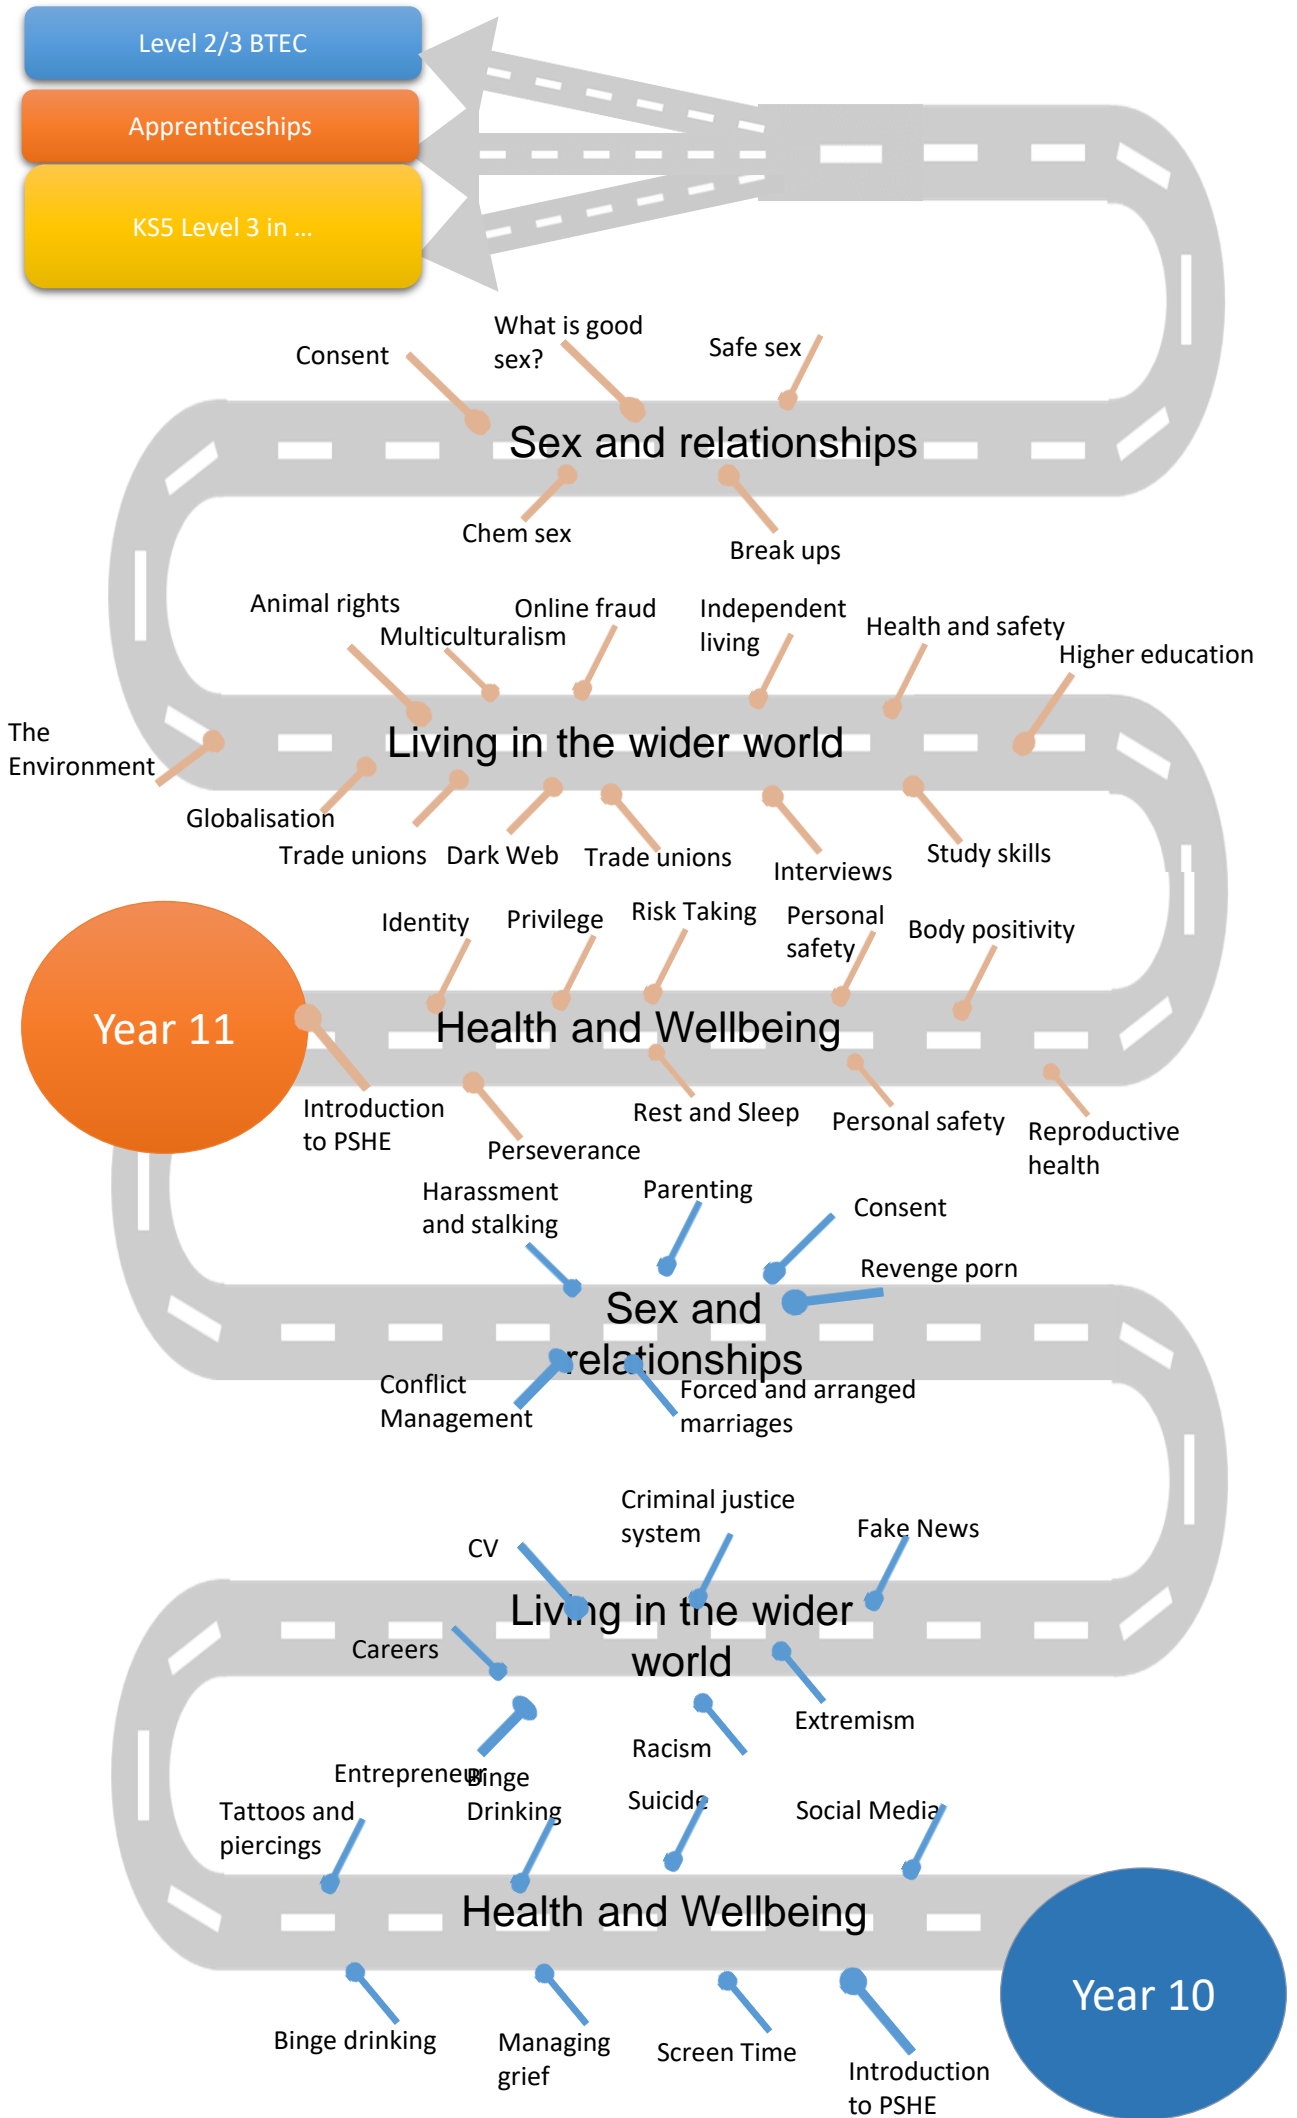 Level 2/3 BTEC
Apprenticeships
KS5 Level 3 in ...
What is good
sex?
Safe sex
Consent
Sex and relationships
Chem sex
Break ups
Animal rights
Multiculturalism
Online fraud
Independent
living
Health and safety
Higher education
The
Environment
Living in the wider world
Globalisation
Trade unions
Dark Web
Trade unions
Interviews
Study skills
Identity
Privilege
Risk Taking
Personal
safety
Body positivity
Year 11
Health and Wellbeing
Introduction
to PSHE
Perseverance
Rest and Sleep
Personal safety
Reproductive
health
Harassment
and stalking
Parenting
Consent
Revenge porn
Sex and
relationships
Conflict
Management
Forced and arranged
marriages
Criminal justice
system
CV
Fake News
Living in the wider
world
Careers
Extremism
Racism
Entrepreneur
Binge
Drinking
Suicide
Social Media
Tattoos and
piercings
Health and Wellbeing
Year 10
Binge drinking
Managing
grief
Screen Time
Introduction
to PSHE